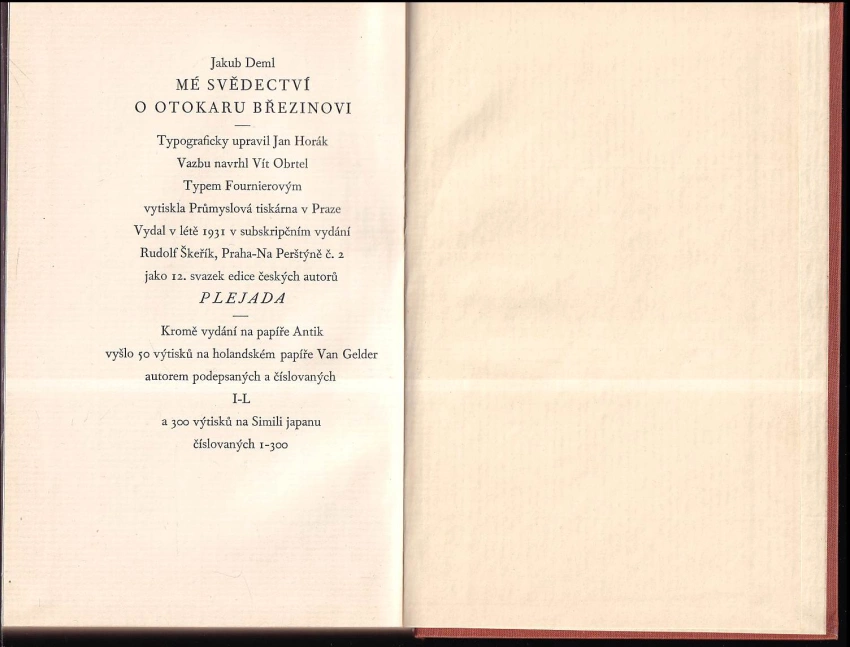 Jakub Deml
MÉ SVĚDECTVÍ
O OTOKARU BŘEZINOVI
Typograficky upravil Jan Horák
Vazbu navrhl Vít Obrtel
Typem Fournierovým
vytiskla Průmyslová tiskárna v Praze
Vydal v létě 1931 v subskripčním vydání
Rudolf Škeřík, Praha-Na Perštýně č. 2
jako 12. svazek edice českých autorů
PLEJADA
Kromě vydání na papíře Antik
vyšlo 50 výtisků na holandském papíře Van Gelder
autorem podepsaných a číslovaných
I-L
a 300 výtisků na Simili japanu
číslovaných 1-300